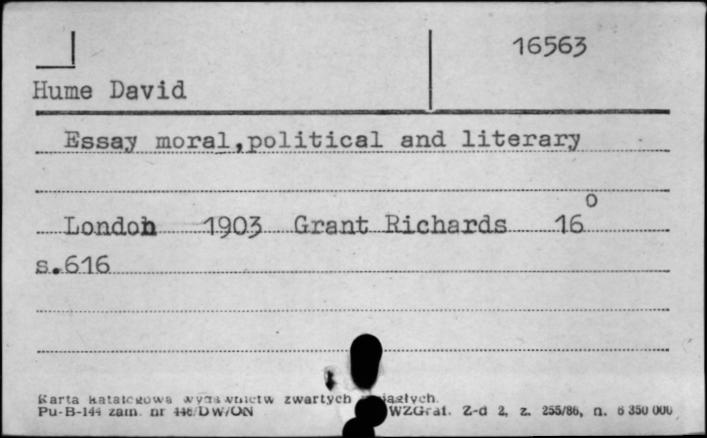 16563
Hume David
Essay moral,political and literary
London 1903 Grant Richards 16o
s.616
Karta katalogowa wydawnictw zwartych
Pu-B-144 zam. nr 446/DW/ON WZGraf. Z-d 2, z. 255/86, n. 6 350 000